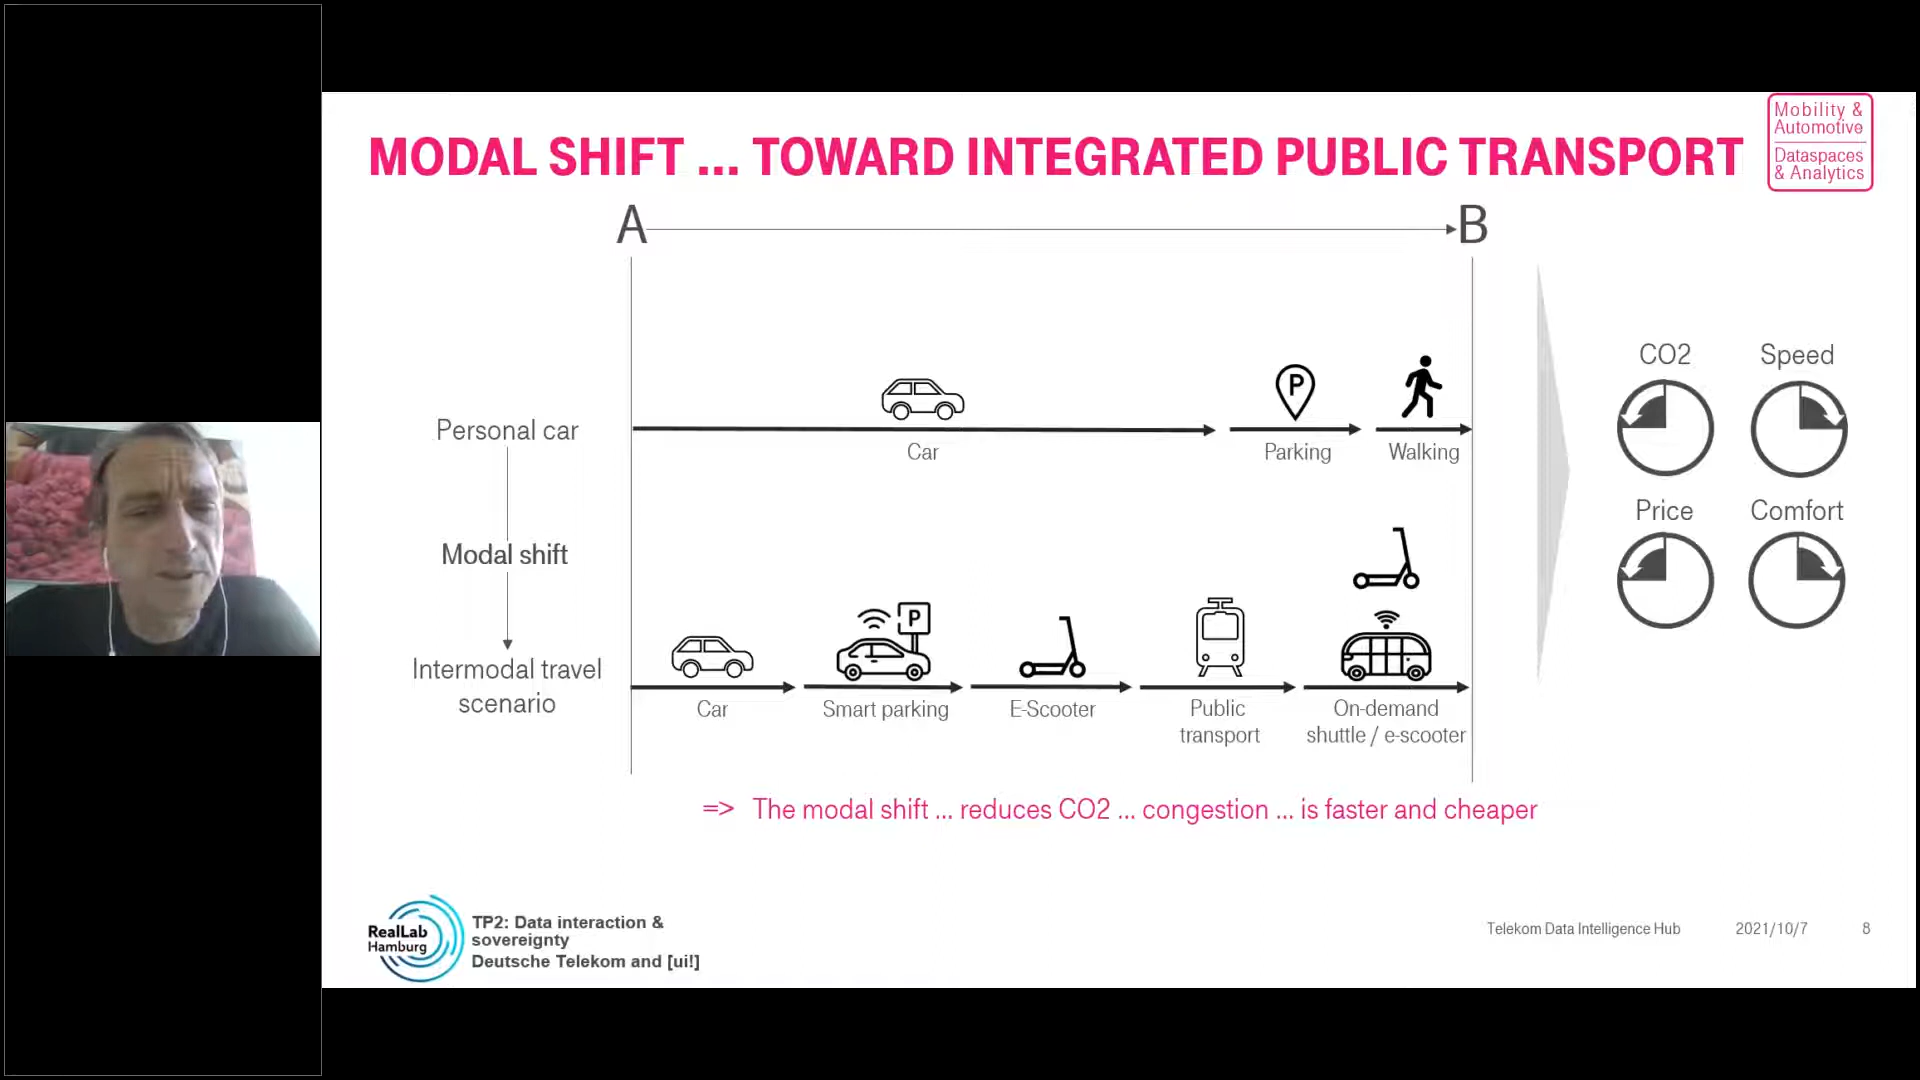 MODAL SHIFT ... TOWARD INTEGRATED PUBLIC TRANSPORT
Mobility &
Automotive
Dataspaces
& Analytics
A
B
Personal car
P
Car
Parking
Walking
CO2
Speed
Price
Comfort
Modal shift
Intermodal travel
scenario
P
Car
Smart parking
E-Scooter
Public
transport
On-demand
shuttle / e-scooter
=> The modal shift ... reduces CO2 ... congestion ... is faster and cheaper
RealLab
Hamburg
TP2: Data interaction &
sovereignty
Deutsche Telekom and [ui!]
Telekom Data Intelligence Hub
2021/10/7
8